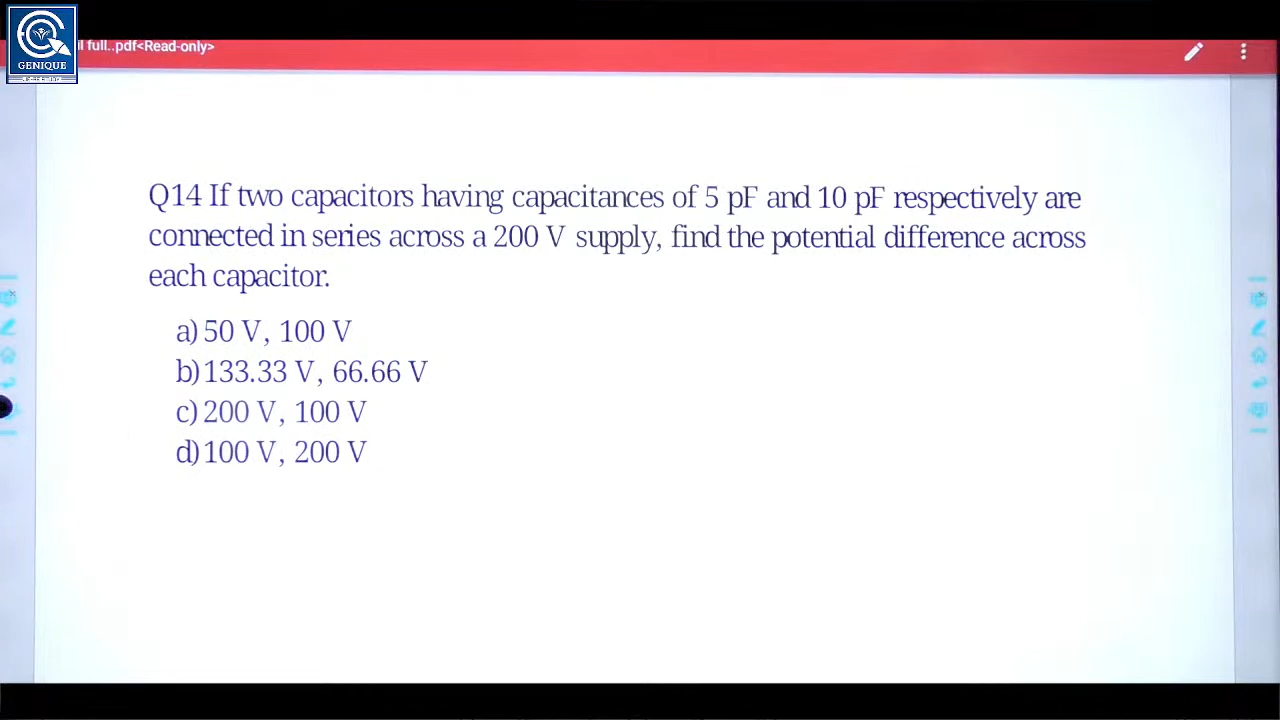 il full..pdf<Read-only>
GENIQUE
Q14 If two capacitors having capacitances of 5 pF and 10 pF respectively are
connected in series across a 200 V supply, find the potential difference across
each capacitor.
a) 50 V, 100 V
b) 133.33 V, 66.66 V
c) 200 V, 100 V
d) 100 V, 200 V